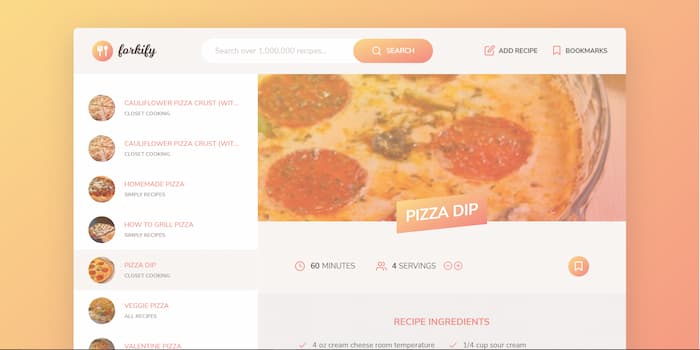 forkify
Search over 1,000,000 recipes...
SEARCH
ADD RECIPE
BOOKMARKS
CAULIFLOWER PIZZA CRUST (WIT...
CLOSET COOKING
CAULIFLOWER PIZZA CRUST (WIT...
CLOSET COOKING
HOMEMADE PIZZA
SIMPLY RECIPES
HOW TO GRILL PIZZA
SIMPLY RECIPES
PIZZA DIP
CLOSET COOKING
VEGGIE PIZZA
ALL RECIPES
VALENTINE PIZZA
PIZZA DIP
60 MINUTES
4 SERVINGS
RECIPE INGREDIENTS
4 oz cream cheese room temperature
1/4 cup sour cream